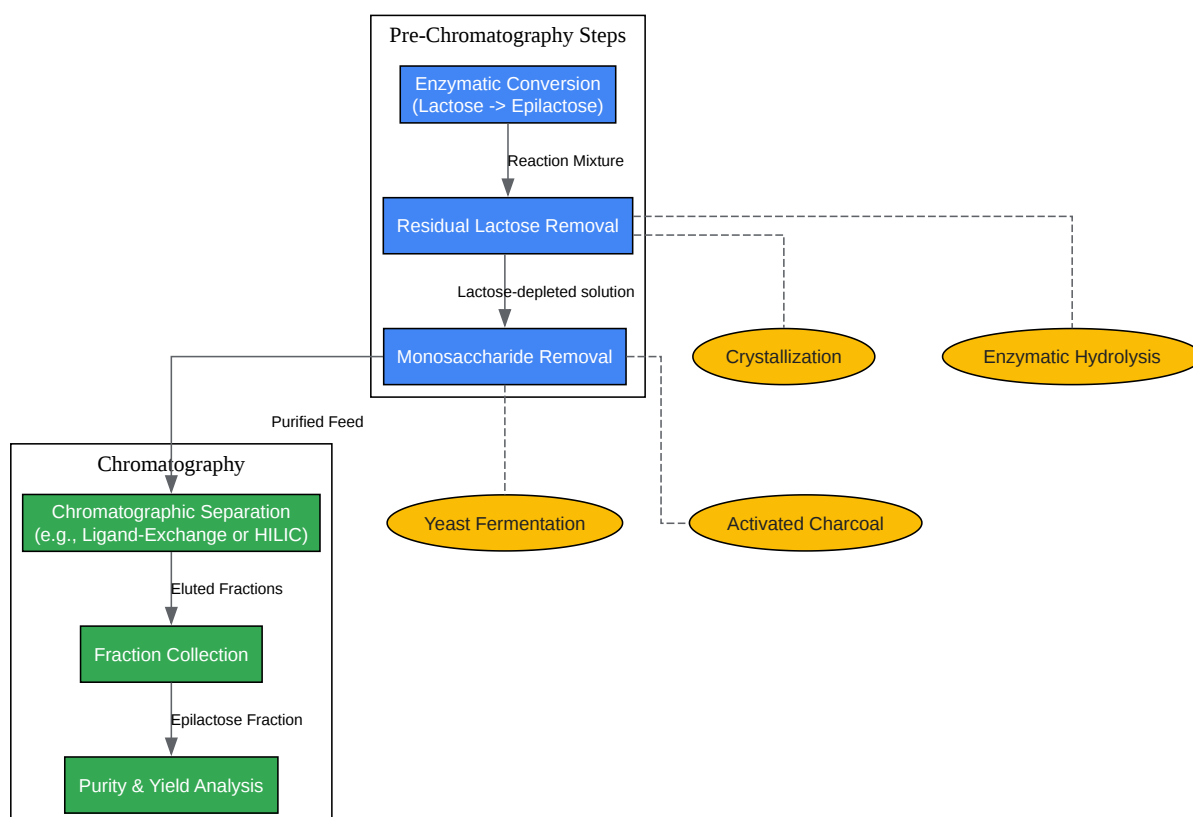 Pre-Chromatography Steps
Enzymatic Conversion
(Lactose -> Epilactose)
Reaction Mixture
Residual Lactose Removal
Lactose-depleted solution
Monosaccharide Removal
Crystallization
Enzymatic Hydrolysis
Purified Feed
Chromatography
Chromatographic Separation
(e.g., Ligand-Exchange or HILIC)
Yeast Fermentation
Activated Charcoal
Eluted Fractions
Fraction Collection
Epilactose Fraction
Purity & Yield Analysis